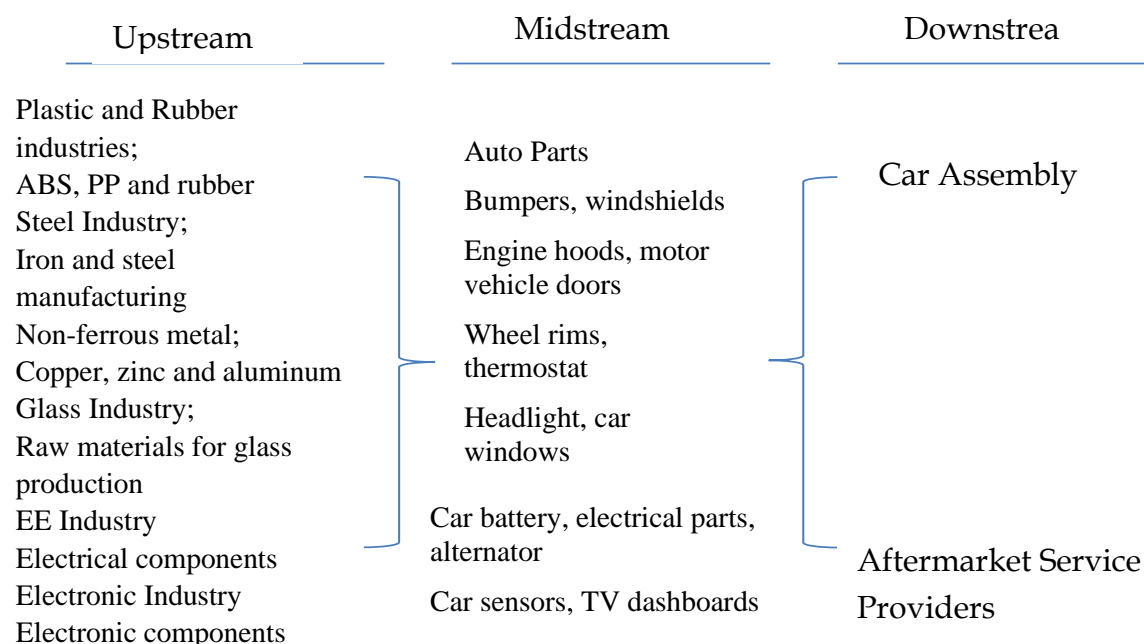 Upstream
Midstream
Downstrea
Plastic and Rubber
industries;
ABS, PP and rubber
Steel Industry;
Iron and steel
manufacturing
Non-ferrous metal;
Copper, zinc and aluminum
Glass Industry;
Raw materials for glass
production
EE Industry
Electrical components
Electronic Industry
Electronic components
Auto Parts
Bumpers, windshields
Engine hoods, motor
vehicle doors
Wheel rims,
thermostat
Headlight, car
windows
Car battery, electrical parts,
alternator
Car sensors, TV dashboards
Car Assembly
Aftermarket Service
Providers